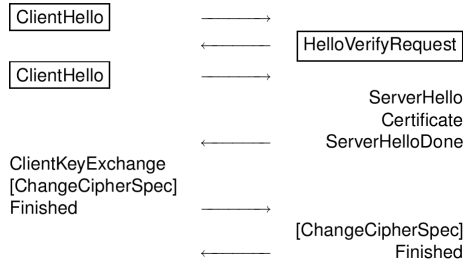 ClientHello
HelloVerifyRequest
ClientHello
ServerHello
Certificate
ServerHelloDone
ClientKeyExchange
[ChangeCipherSpec]
Finished
[ChangeCipherSpec]
Finished